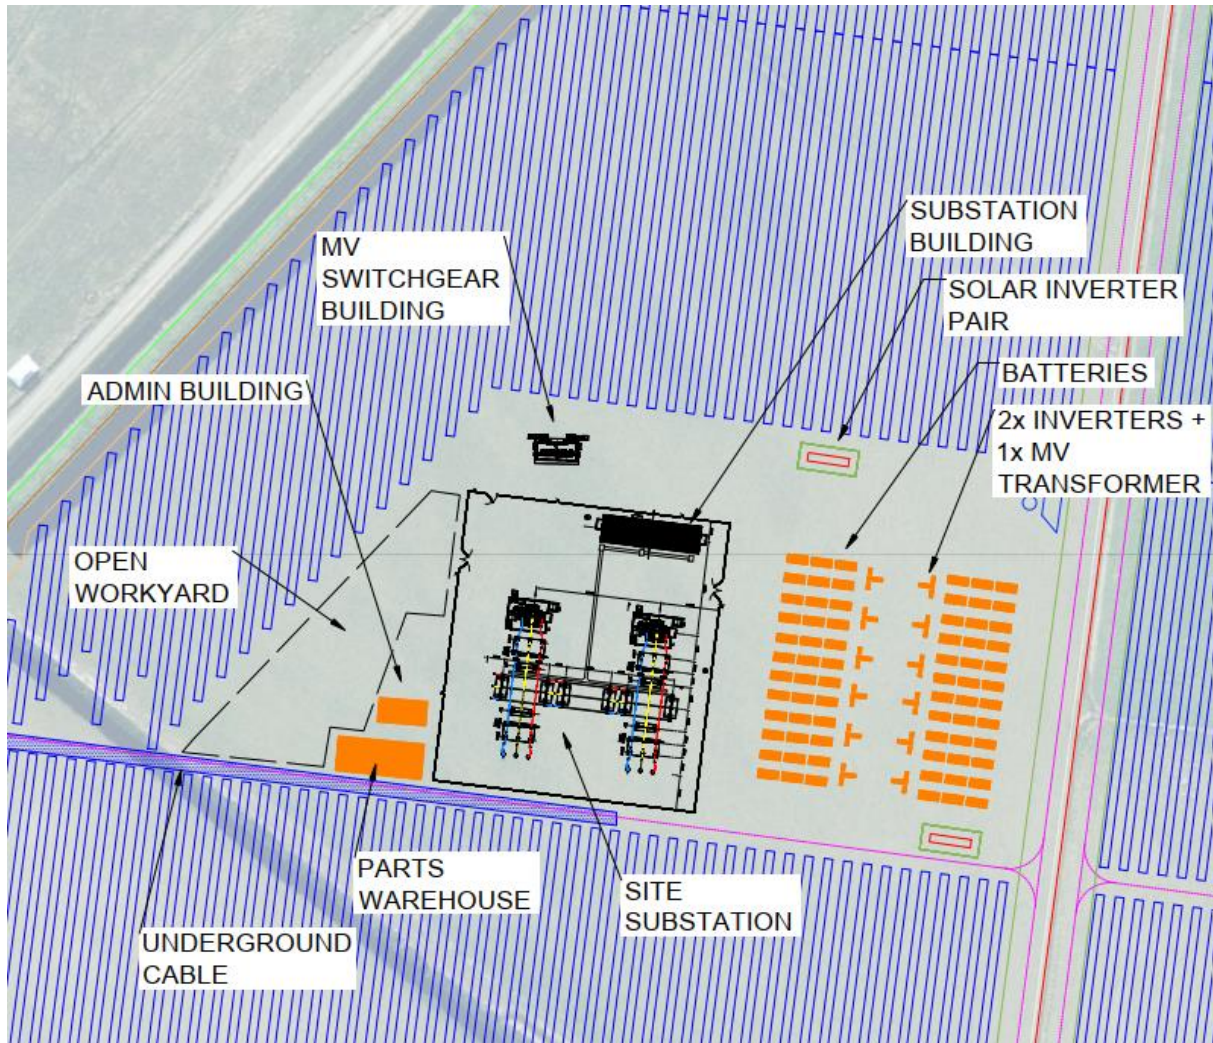 SUBSTATION
BUILDING
MV
SWITCHGEAR
BUILDING
SOLAR INVERTER
PAIR
BATTERIES
ADMIN BUILDING
2x INVERTERS +
1x MV
TRANSFORMER
OPEN
WORKYARD
PARTS
WAREHOUSE
SITE
SUBSTATION
UNDERGROUND
CABLE